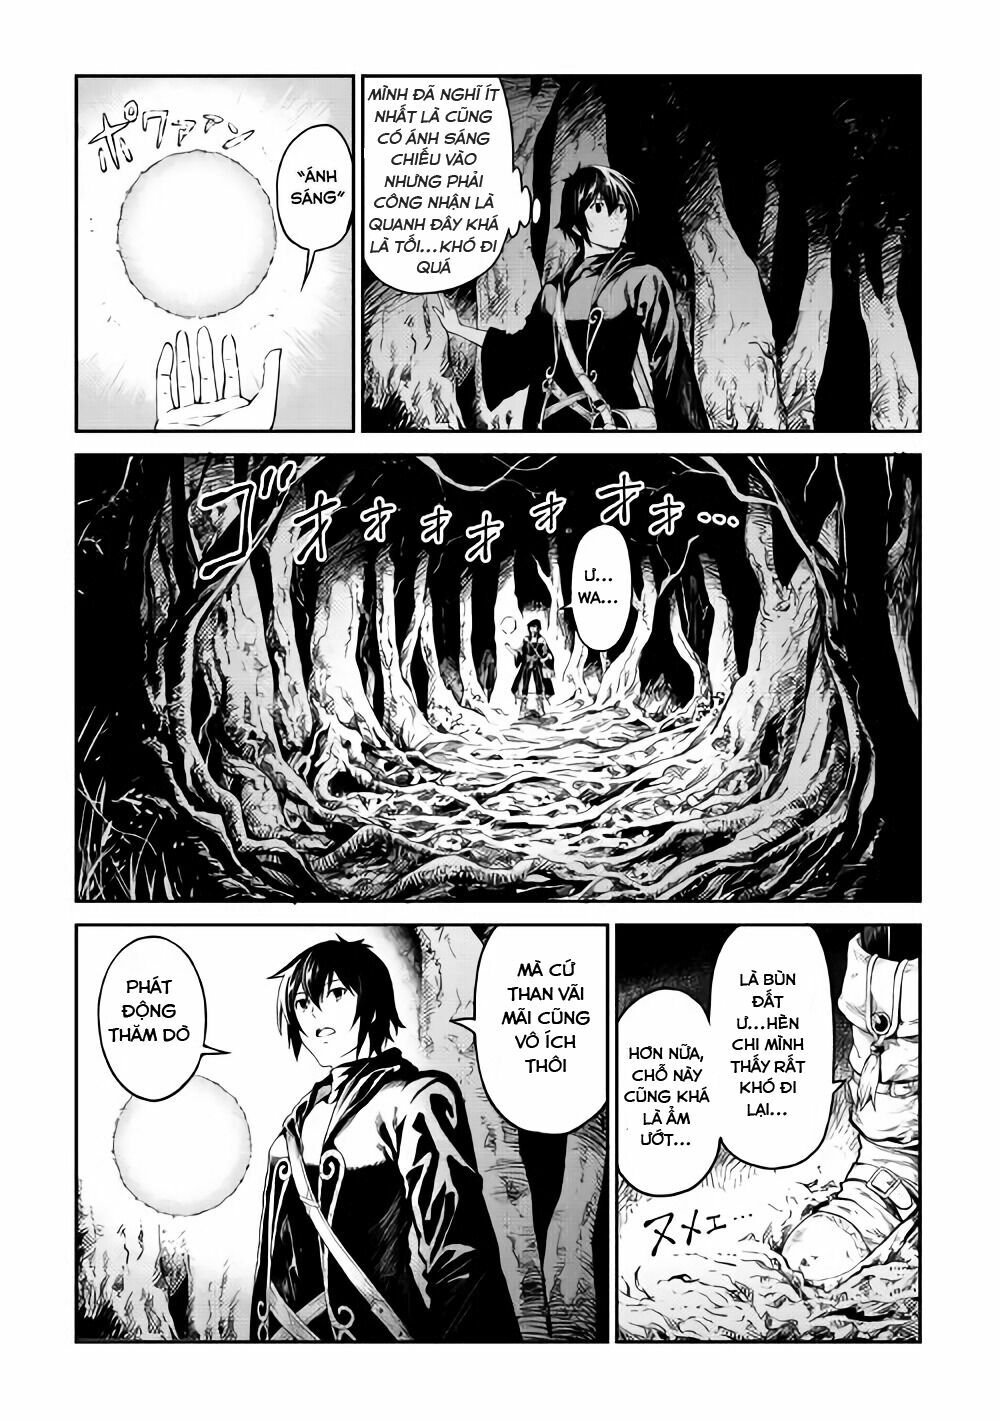 MÌNH ĐÃ NGHĨ ÍT
NHẤT LÀ CŨNG
CÓ ÁNH SÁNG
CHIẾU VÀO
NHƯNG PHẢI
CÔNG NHẬN LÀ
QUANH ĐÂY KHÁ
LÀ TỐI...KHÓ ĐI
QUÁ
“ÁNH
SÁNG“
ポワァァン
ゴォォォォォォォ...
Ư...
WA...
LÀ BÙN
ĐẤT
Ư...HÈN
CHI MÌNH
THẤY RẤT
KHÓ ĐI
LẠI...
HƠN NỮA,
CHỖ NÀY
CŨNG KHÁ
LÀ ẨM
ƯỚT...
ヌメェ...
MÀ CỨ
THAN VÃI
MÃI CŨNG
VÔ ÍCH
THÔI
PHÁT
ĐỘNG
THĂM DÒ